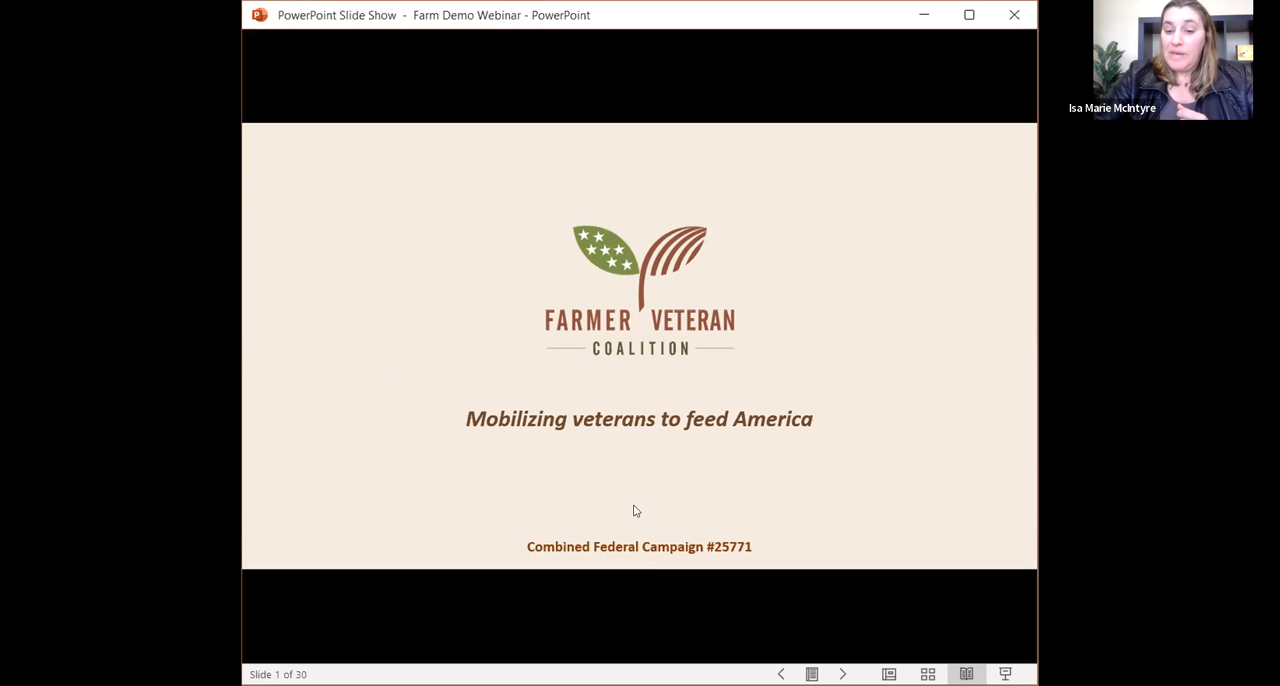 PowerPoint Slide Show - Farm Demo Webinar - PowerPoint
Isa Marie McIntyre
FARMER VETERAN
COALITION
Mobilizing veterans to feed America
Combined Federal Campaign #25771
Slide 1 of 30